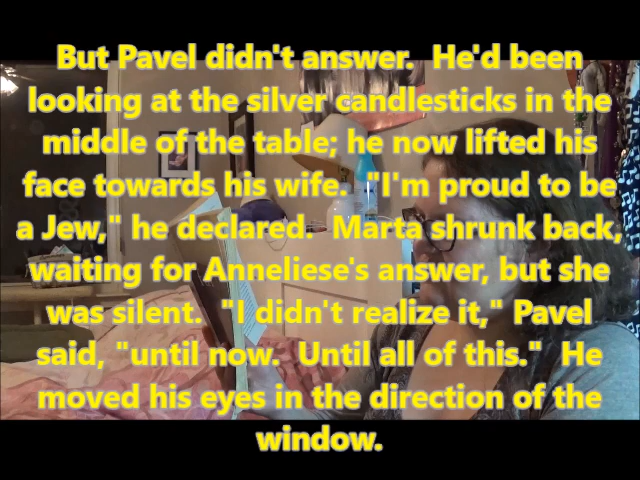 But Pavel didn't answer.  He'd been
looking at the silver candlesticks in the
middle of the table; he now lifted his
face towards his wife.  "I'm proud to be
a Jew," he declared.  Marta shrunk back,
waiting for Anneliese's answer, but she
was silent.  "I didn't realize it," Pavel
said, "until now.  Until all of this."  He
moved his eyes in the direction of the
window.